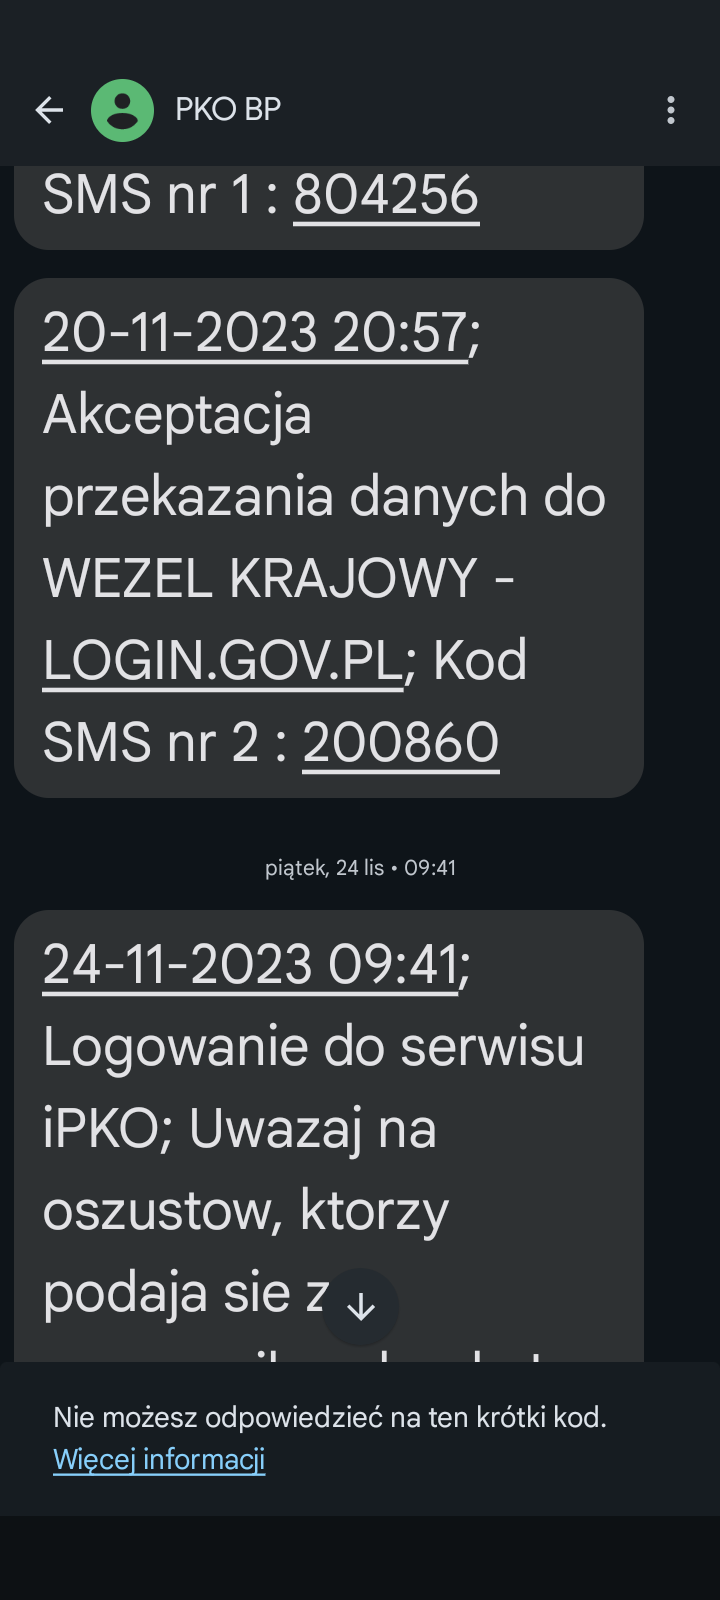 PKO BP
SMS nr 1 : 804256
20-11-2023 20:57;
Akceptacja
przekazania danych do
WEZEL KRAJOWY -
LOGIN.GOV.PL; Kod
SMS nr 2 : 200860
piątek, 24 lis • 09:41
24-11-2023 09:41;
Logowanie do serwisu
iPKO; Uwazaj na
oszustow, ktorzy
podaja sie z
Nie możesz odpowiedzieć na ten krótki kod.
Więcej informacji